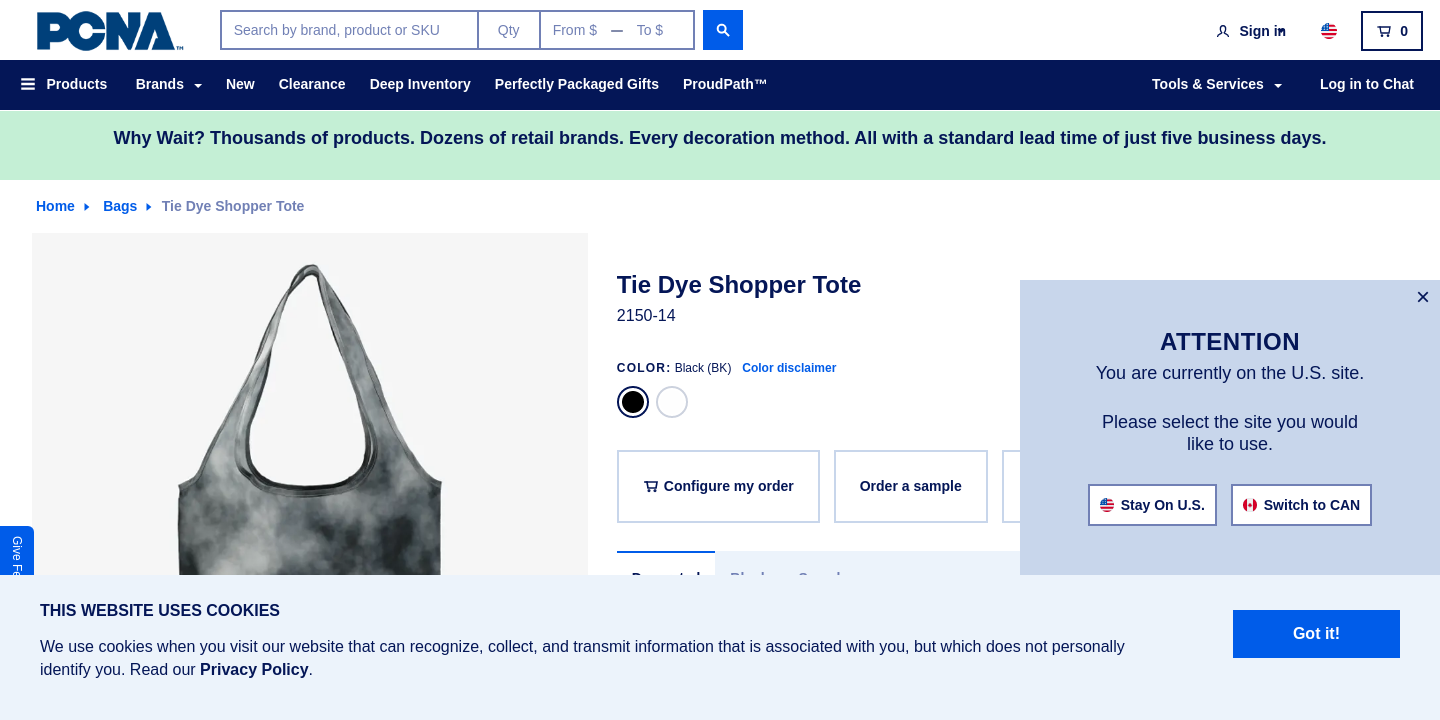 PCNA™
Search by brand, product or SKU
Qty
From $ — To $
Sign in
0
Products
Brands
New
Clearance
Deep Inventory
Perfectly Packaged Gifts
ProudPath™
Tools & Services
Log in to Chat
Why Wait? Thousands of products. Dozens of retail brands. Every decoration method. All with a standard lead time of just five business days.
Home
Bags
Tie Dye Shopper Tote
Tie Dye Shopper Tote
2150-14
COLOR: Black (BK) Color disclaimer
Configure my order
Order a sample
×
ATTENTION
You are currently on the U.S. site.
Please select the site you would
like to use.
Stay On U.S.
Switch to CAN
Give
THIS WEBSITE USES COOKIES
We use cookies when you visit our website that can recognize, collect, and transmit information that is associated with you, but which does not personally
identify you. Read our Privacy Policy.
Got it!